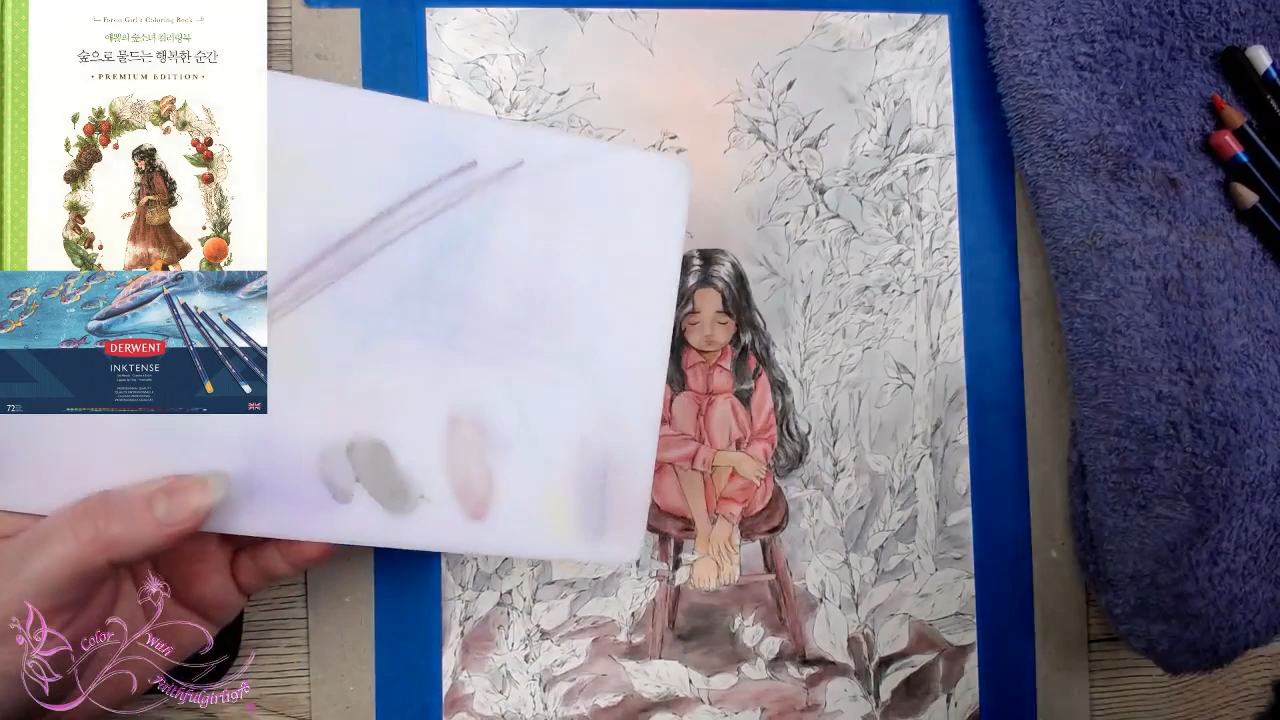 Forest Girl's Coloring Book
애뽈의 숲소녀 컬러링북
숲으로 물드는 행복한 순간
• PREMIUM EDITION •
DERWENT
INKTENSE
72
Color With
Faithfulgirl1978